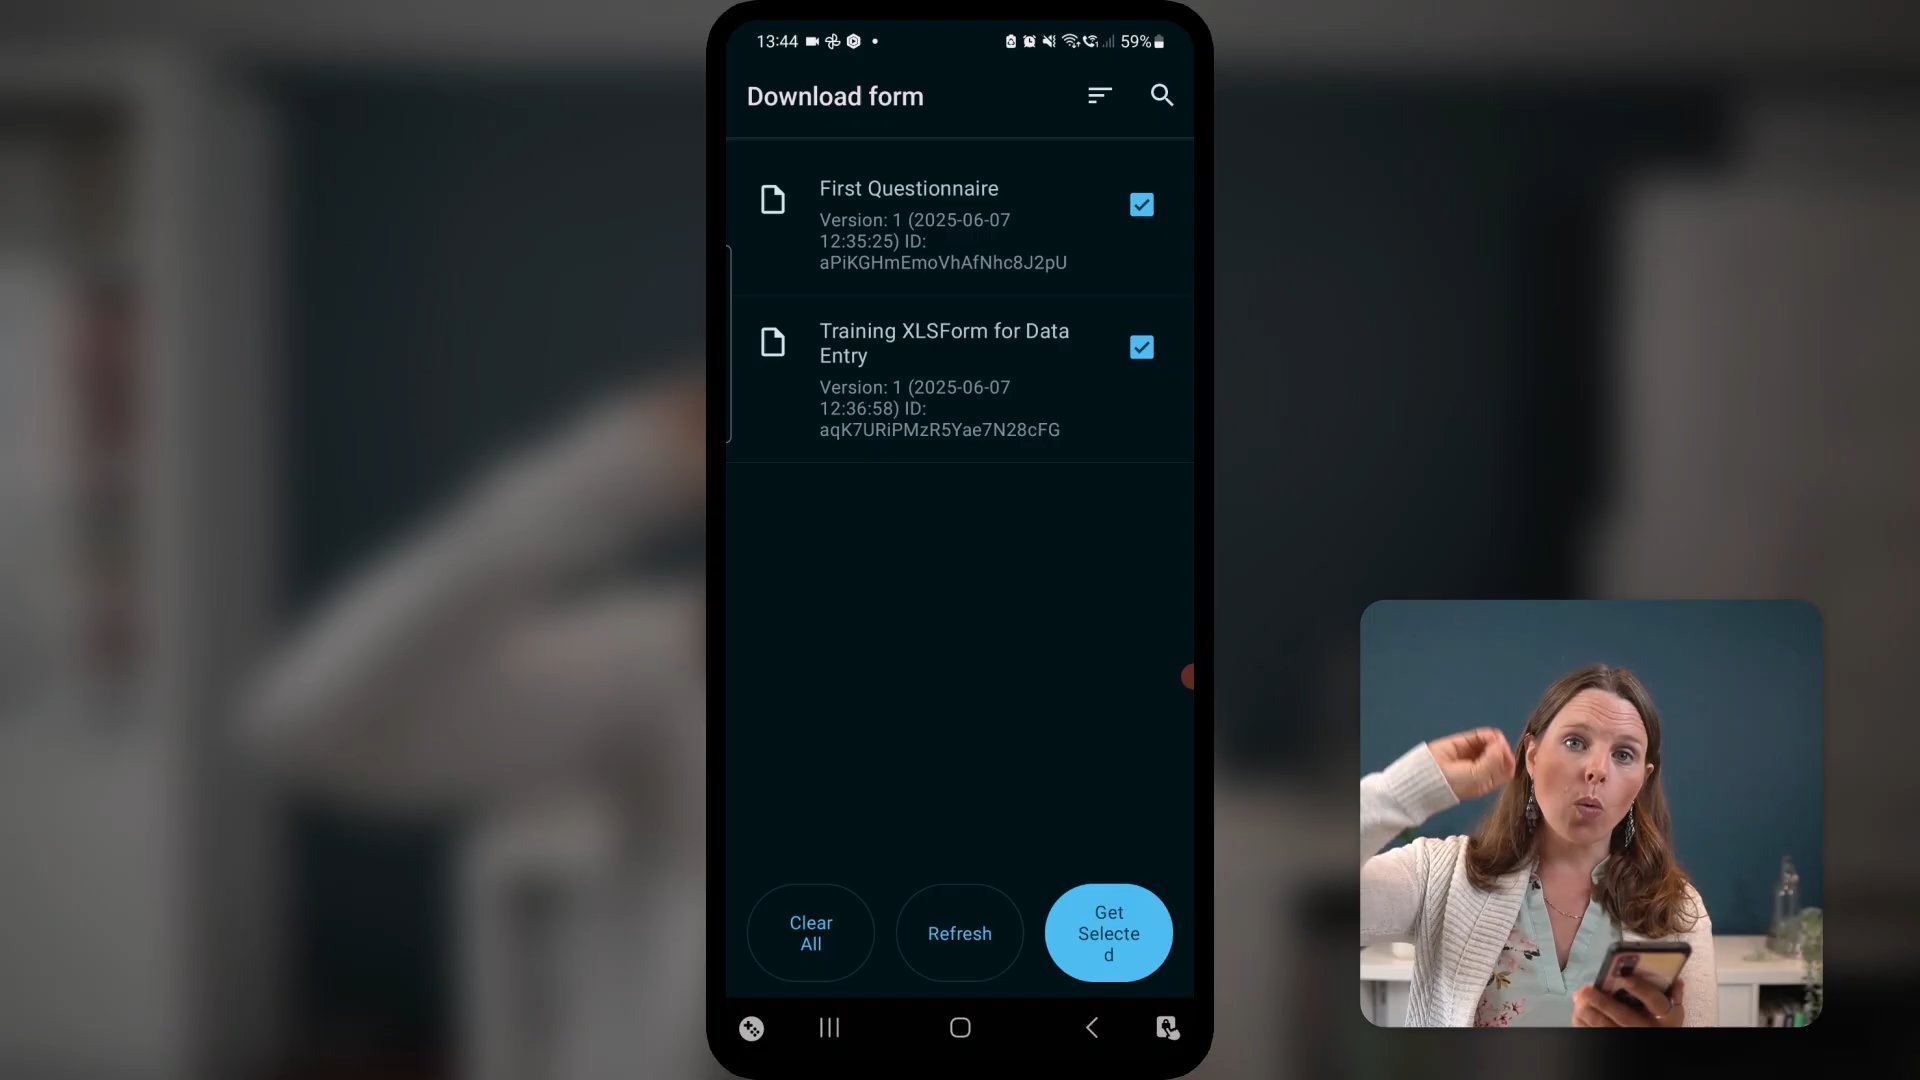 13:44
59%
Download form
First Questionnaire
Version: 1 (2025-06-07
12:35:25) ID:
aPiKGHmEmoVhAfNhc8J2pU
Training XLSForm for Data
Entry
Version: 1 (2025-06-07
12:36:58) ID:
aqK7URiPMzR5Yae7N28cFG
Clear
All
Refresh
Get
Selecte
d